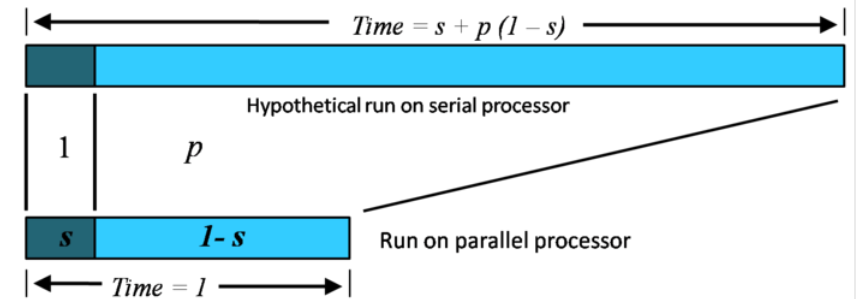 Time = s + p (1 – s)
Hypothetical run on serial processor
1 p
s 1- s Run on parallel processor
Time = 1